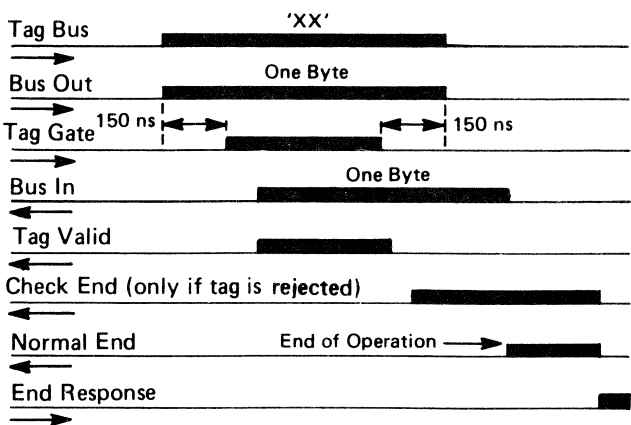 Tag Bus
'XX'
Bus Out
One Byte
Tag Gate
150 ns
150 ns
Bus In
One Byte
Tag Valid
Check End (only if tag is rejected)
Normal End
End of Operation
End Response